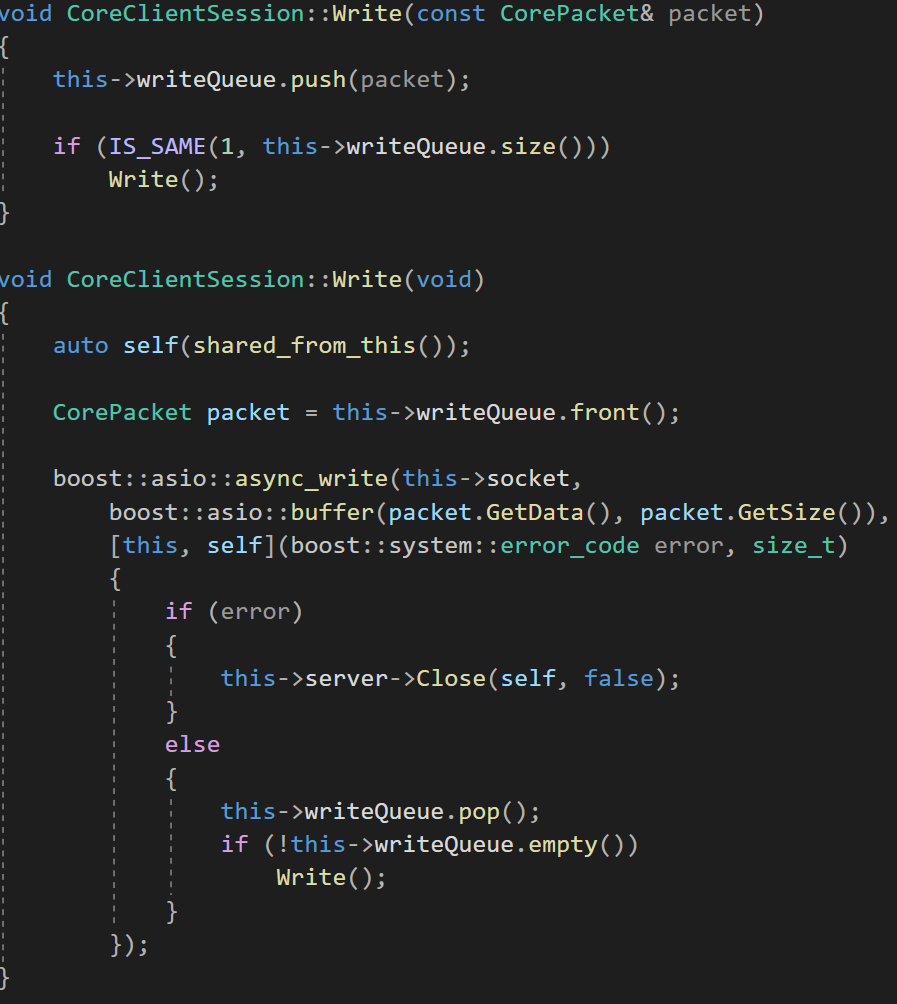 void CoreClientSession::Write(const CorePacket& packet)
{
    this->writeQueue.push(packet);
    if (IS_SAME(1, this->writeQueue.size()))
        Write();
}
void CoreClientSession::Write(void)
{
    auto self(shared_from_this());
    CorePacket packet = this->writeQueue.front();
    boost::asio::async_write(this->socket,
        boost::asio::buffer(packet.GetData(), packet.GetSize()),
        [this, self](boost::system::error_code error, size_t)
        {
            if (error)
            {
                this->server->Close(self, false);
            }
            else
            {
                this->writeQueue.pop();
                if (!this->writeQueue.empty())
                    Write();
            }
        });
}